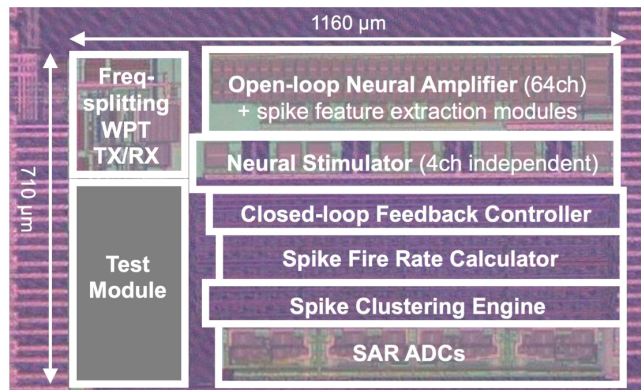 1160 μm
710 μm
Freq-
splitting
WPT
TX/RX
Open-loop Neural Amplifier (64ch)
+ spike feature extraction modules
Neural Stimulator (4ch independent)
Closed-loop Feedback Controller
Test
Module
Spike Fire Rate Calculator
Spike Clustering Engine
SAR ADCs